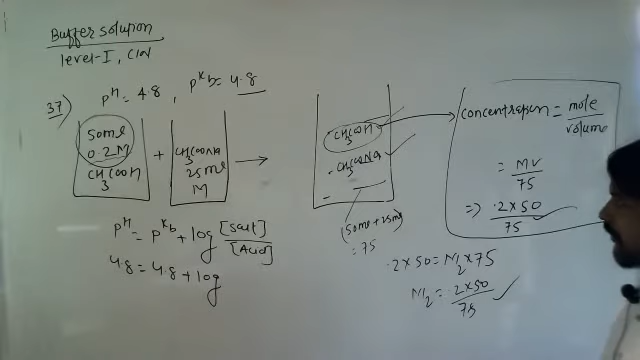 Buffer solution
level-I, CIW
37) pH = 4.8, pKb = 4.8
50ml
0.2M
CH3COOH
+
CH3COONa
25ml
M
→
- CH3COOH
- CH3COONa
-
(50ml + 25ml)
= 75
pH = pKb + log [Salt]/[Acid]
4.8 = 4.8 + log
.2×50 = M2×75
M2 = .2×50/75
concentration = mole/volume
= MV/75
⇒ .2×50/75